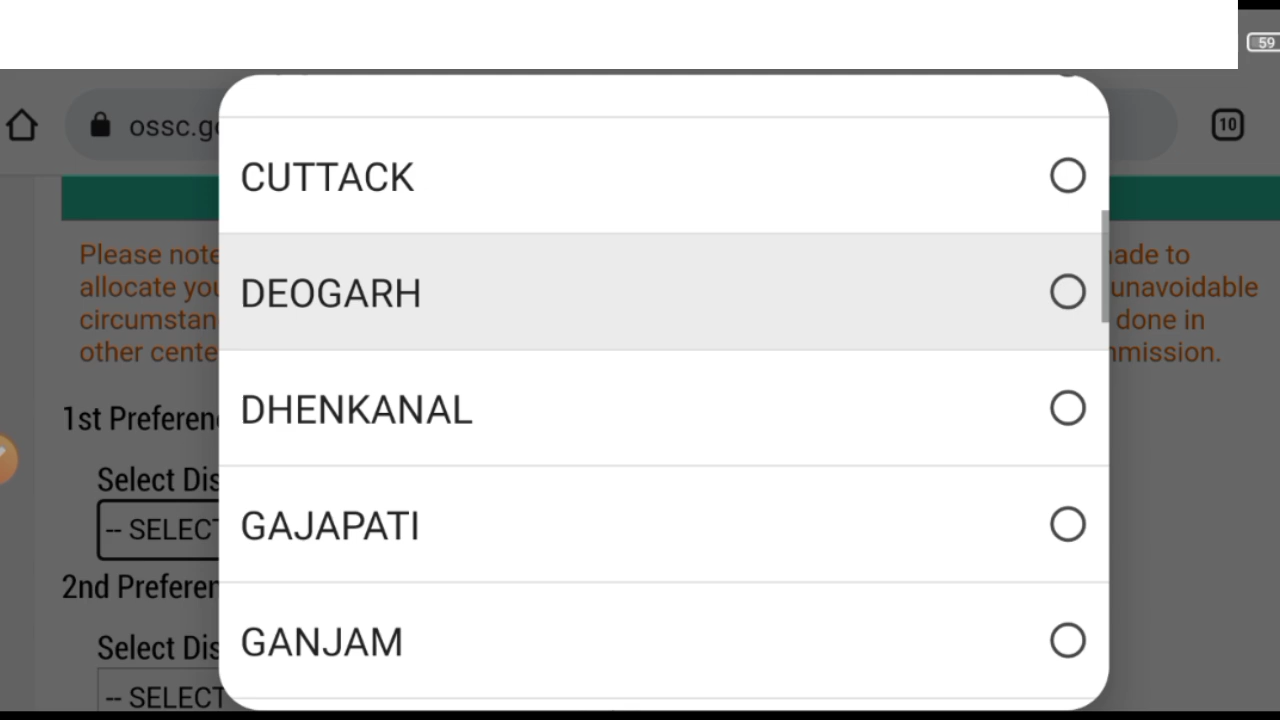 59
ossc.g
10
CUTTACK
DEOGARH
DHENKANAL
GAJAPATI
GANJAM
Please note ade to
allocate you unavoidable
circumstan done in
other cente mmission.
1st Preferen
Select Dis
-- SELECT
2nd Preferen
Select Dis
-- SELECT